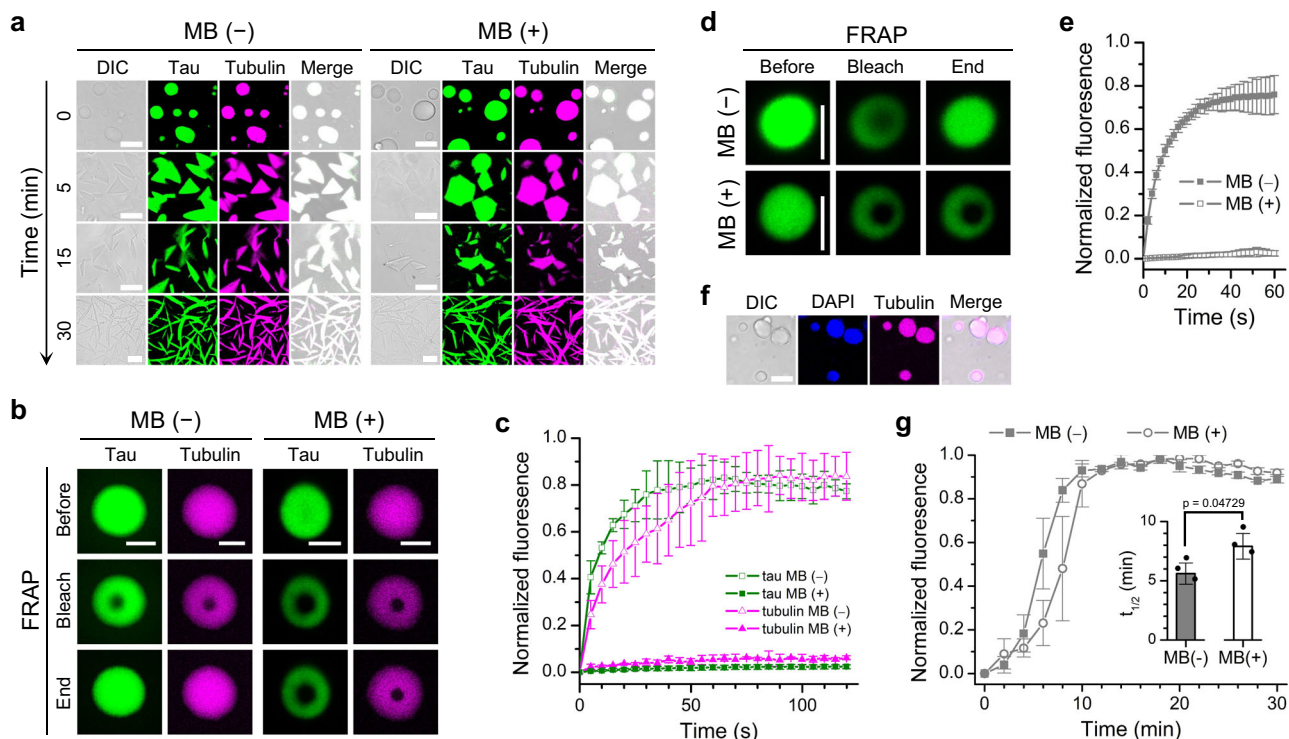 a
MB (−) MB (+)
DIC Tau Tubulin Merge DIC Tau Tubulin Merge
Time (min)
0
5
15
30
b
MB (−) MB (+)
Tau Tubulin Tau Tubulin
FRAP
Before
Bleach
End
c
Normalized fluorescence
1.0
0.8
0.6
0.4
0.2
0.0
tau MB (−)
tau MB (+)
tubulin MB (−)
tubulin MB (+)
0 50 100
Time (s)
d
FRAP
Before Bleach End
MB (−)
MB (+)
e
Normalized fluorescence
1.0
0.8
0.6
0.4
0.2
0.0
MB (−)
MB (+)
0 20 40 60
Time (s)
f
DIC DAPI Tubulin Merge
g
MB (−) MB (+)
Normalized fluorescence
1.0
0.8
0.6
0.4
0.2
0.0
p = 0.04729
t1/2 (min)
10
5
0
MB(-) MB(+)
0 10 20 30
Time (min)